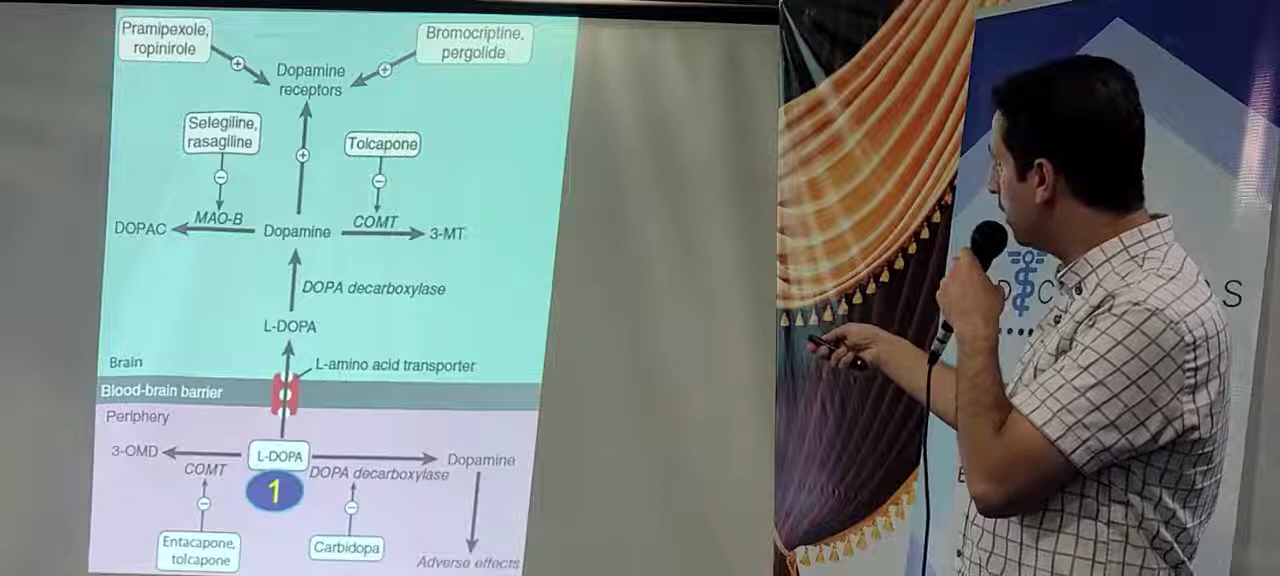 Pramipexole,
ropinirole
Bromocriptine,
pergolide
Dopamine
receptors
Selegiline,
rasagiline
Tolcapone
DOPAC
MAO-B
Dopamine
COMT
3-MT
DOPA decarboxylase
L-DOPA
Brain
L-amino acid transporter
Blood-brain barrier
Periphery
3-OMD
COMT
L-DOPA
DOPA decarboxylase
Dopamine
1
Entacapone,
tolcapone
Carbidopa
Adverse effects